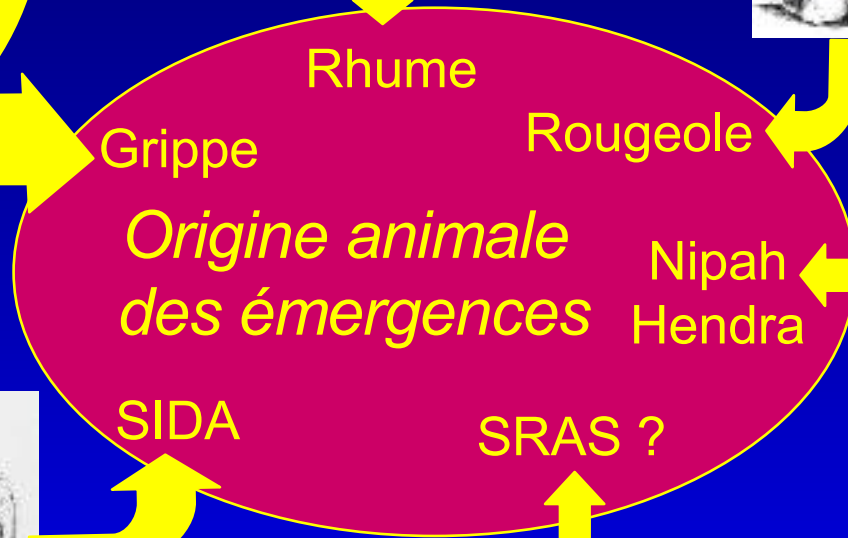 Rhume
Grippe
Rougeole
Origine animale
des émergences
Nipah
Hendra
SIDA
SRAS ?